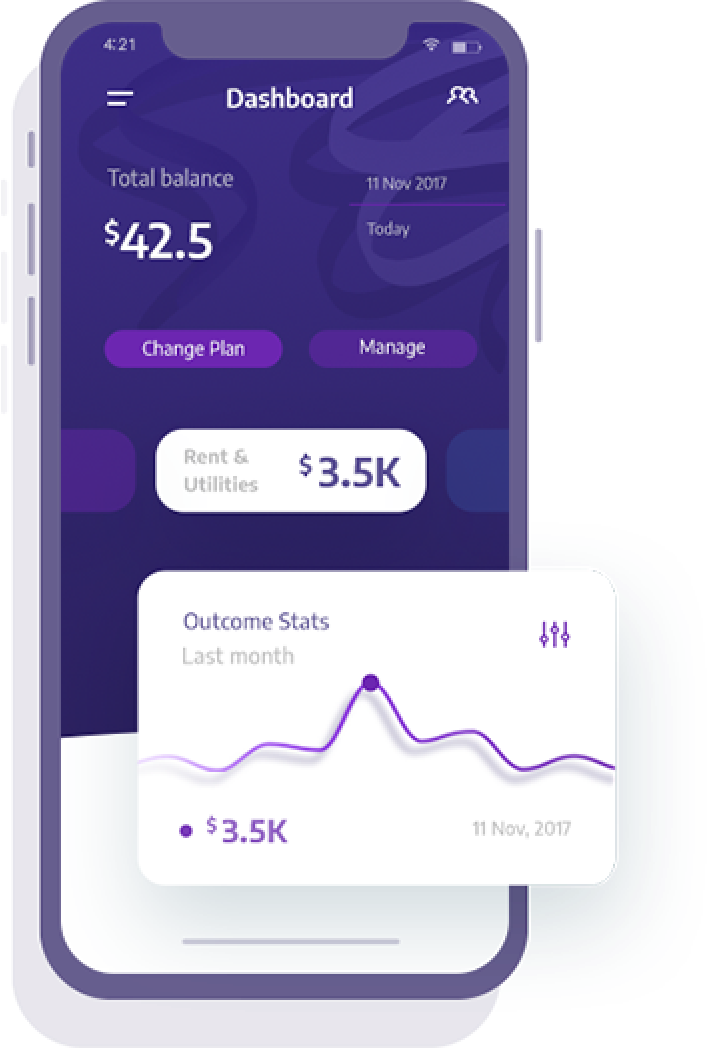 4:21
Dashboard
Total balance
$42.5
11 Nov 2017
Today
Change Plan
Manage
Rent &
Utilities
$3.5K
Outcome Stats
Last month
$3.5K
11 Nov, 2017